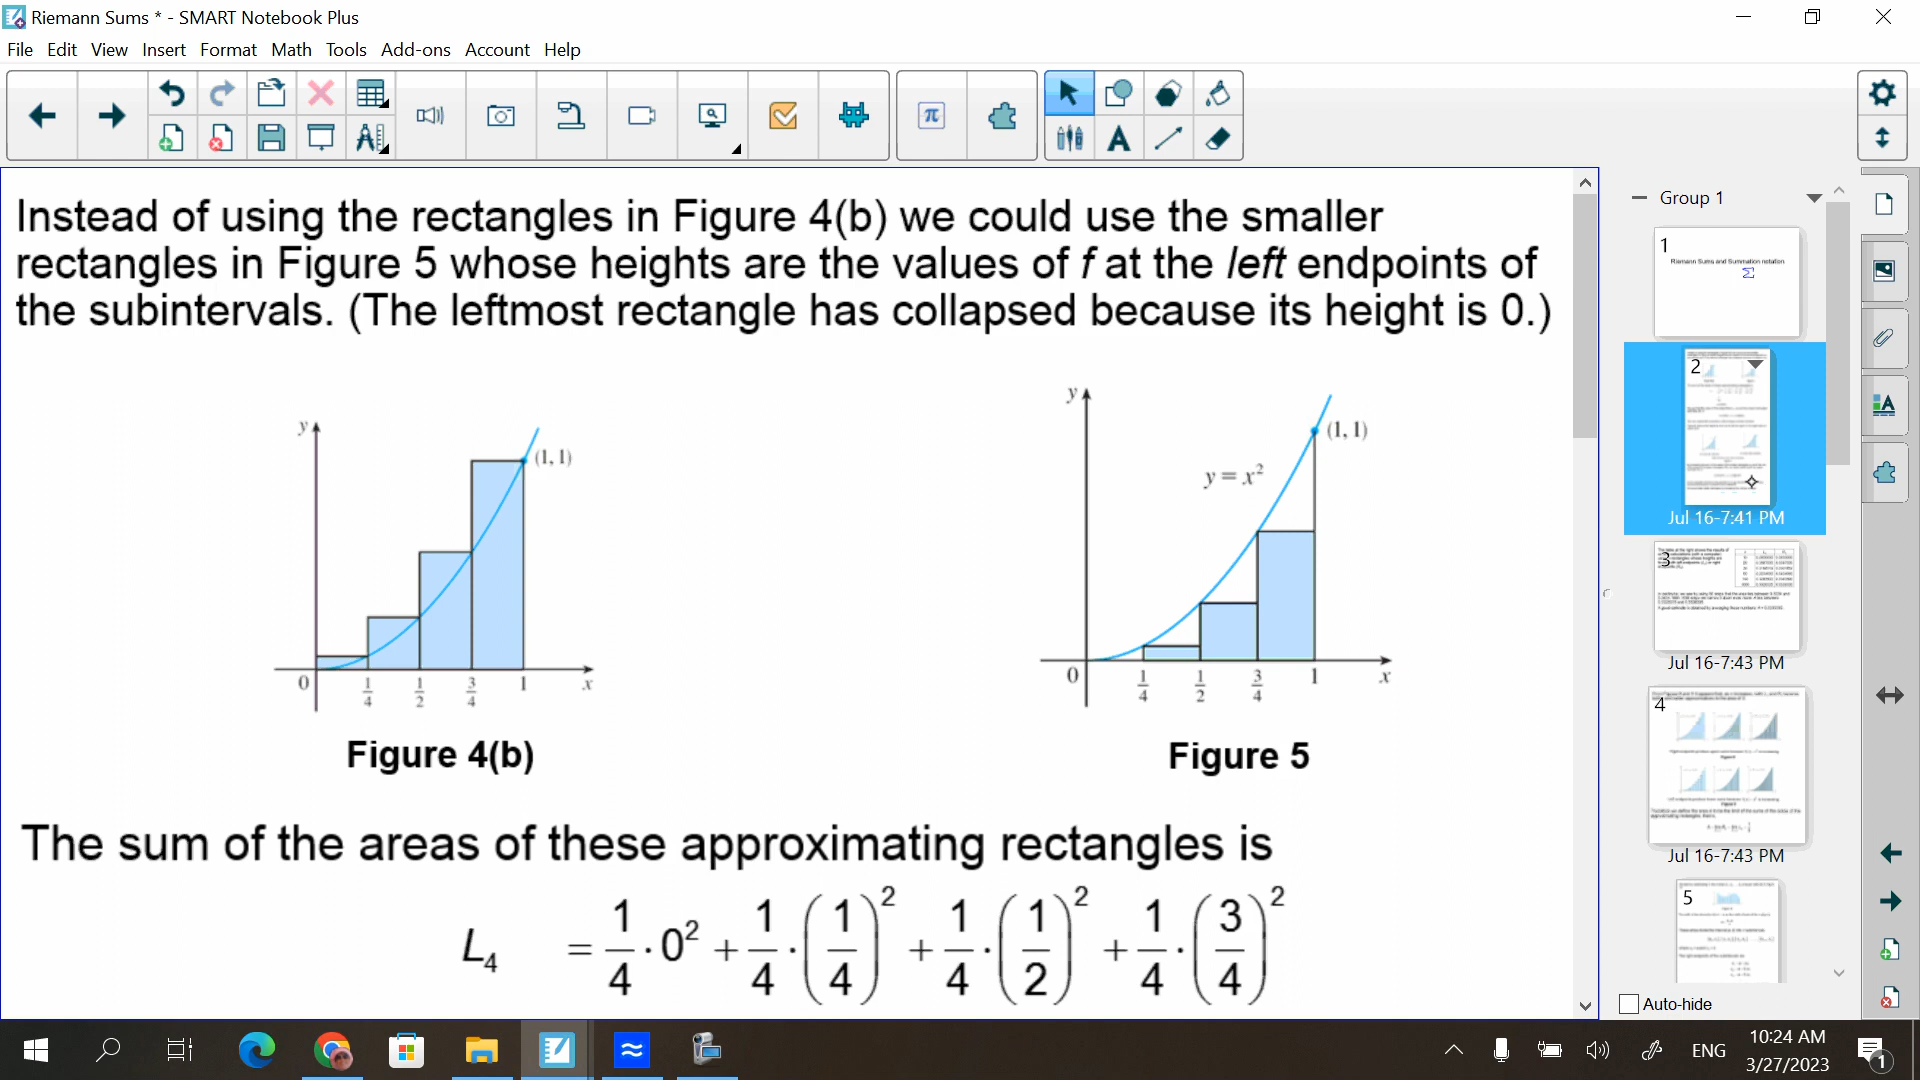 Riemann Sums * - SMART Notebook Plus
File Edit View Insert Format Math Tools Add-ons Account Help
Instead of using the rectangles in Figure 4(b) we could use the smaller
rectangles in Figure 5 whose heights are the values of f at the left endpoints of
the subintervals. (The leftmost rectangle has collapsed because its height is 0.)
y
(1, 1)
0 1/4 1/2 3/4 1 x
Figure 4(b)
y
(1, 1)
y = x²
0 1/4 1/2 3/4 1 x
Figure 5
The sum of the areas of these approximating rectangles is
L₄ = 1/4 · 0² + 1/4 · (1/4)² + 1/4 · (1/2)² + 1/4 · (3/4)²
Group 1
1
Riemann Sums and Summation notation
Σ
2
Jul 16-7:41 PM
3
Jul 16-7:43 PM
4
Jul 16-7:43 PM
5
Auto-hide
ENG
10:24 AM
3/27/2023
1